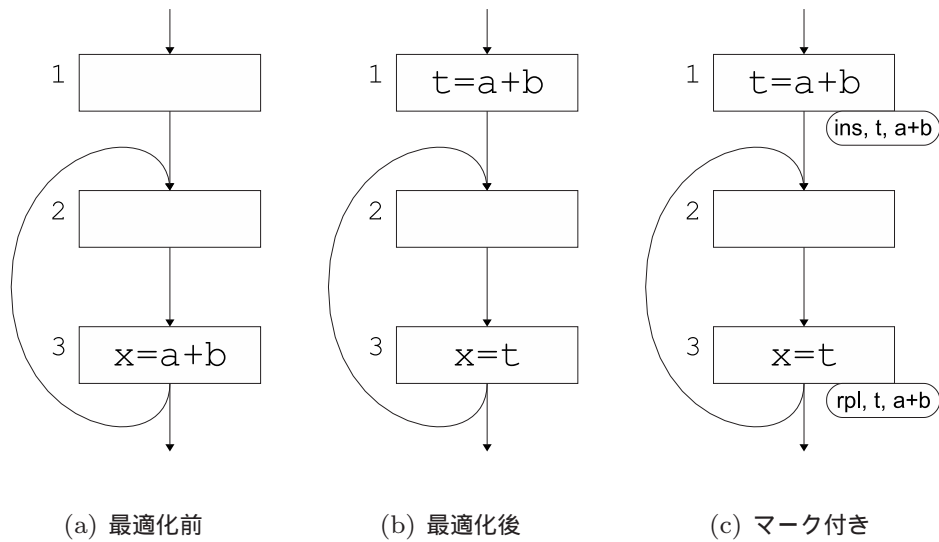 1
1 t=a+b
1 t=a+b
ins, t, a+b
2
2
2
3 x=a+b
3 x=t
3 x=t
rpl, t, a+b
(a) 最適化前
(b) 最適化後
(c) マーク付き